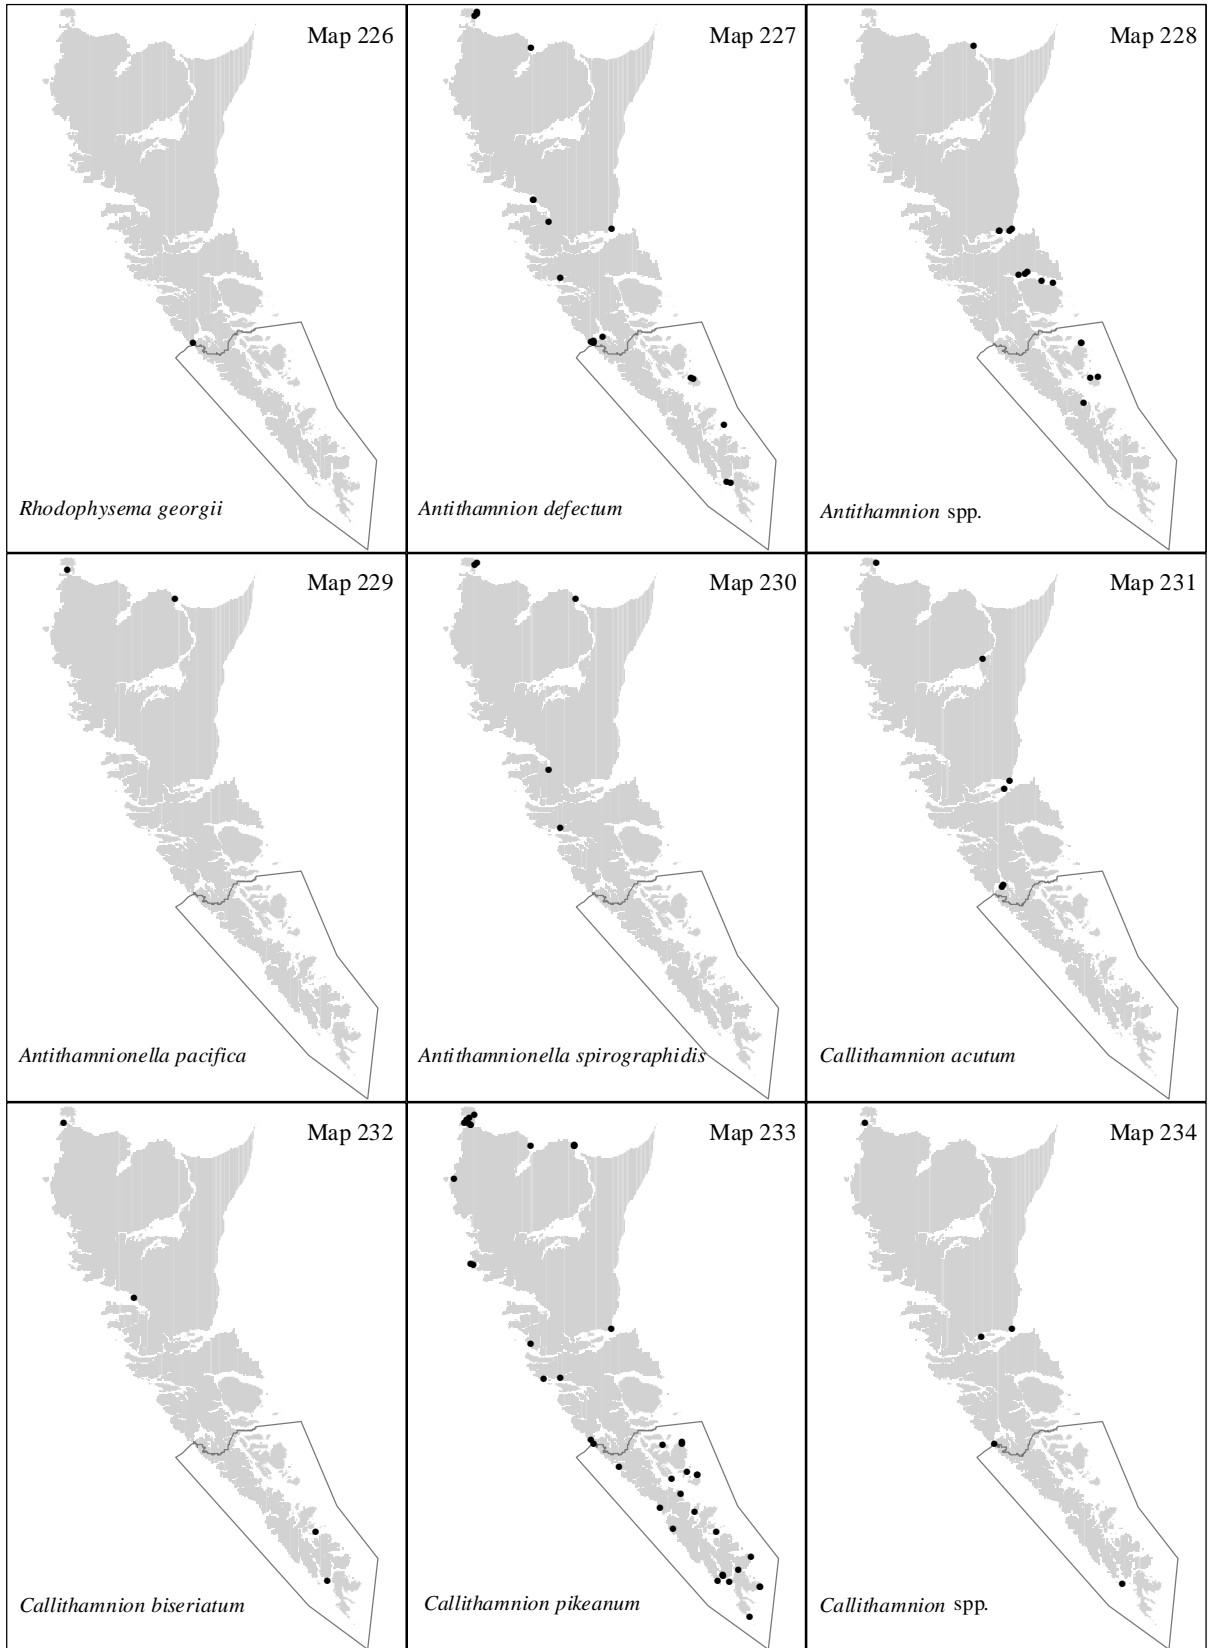 Map 226
Rhodophysema georgii
Map 227
Antithamnion defectum
Map 228
Antithamnion spp.
Map 229
Antithamnionella pacifica
Map 230
Antithamnionella spirographidis
Map 231
Callithamnion acutum
Map 232
Callithamnion biseriatum
Map 233
Callithamnion pikeanum
Map 234
Callithamnion spp.